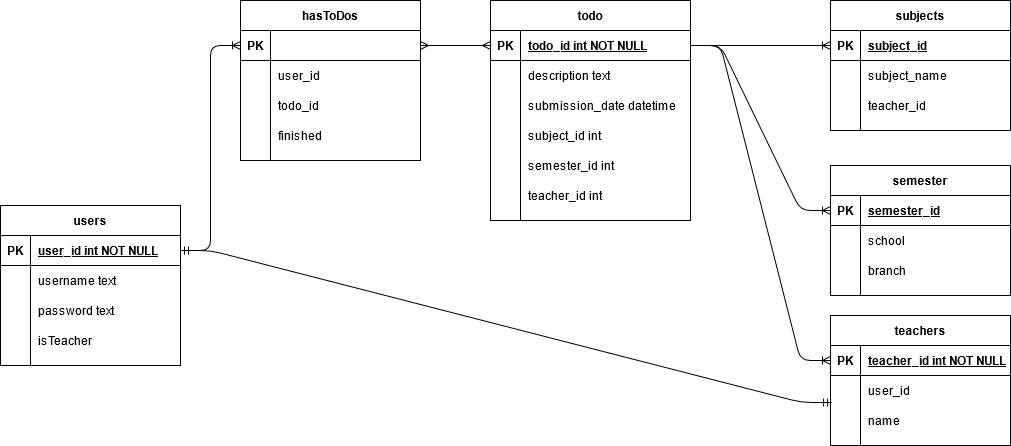 hasToDos
PK
user_id
todo_id
finished
todo
PK todo_id int NOT NULL
description text
submission_date datetime
subject_id int
semester_id int
teacher_id int
subjects
PK subject_id
subject_name
teacher_id
semester
PK semester_id
school
branch
users
PK user_id int NOT NULL
username text
password text
isTeacher
teachers
PK teacher_id int NOT NULL
user_id
name